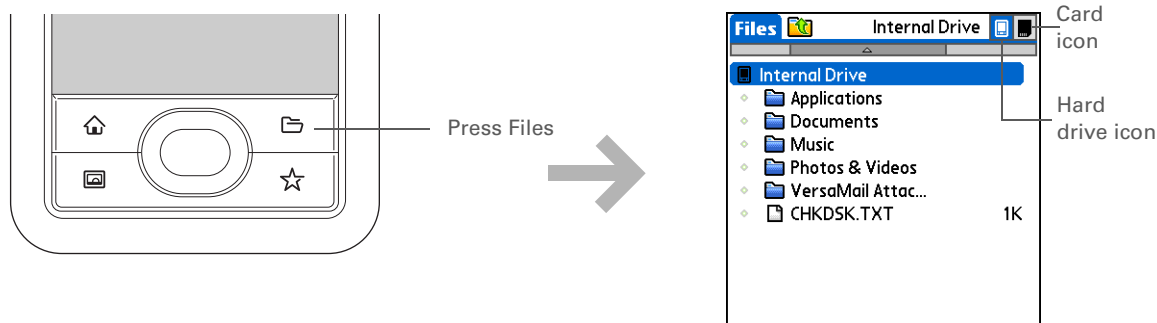 Press Files
Files Internal Drive
Internal Drive
Applications
Documents
Music
Photos & Videos
VersaMail Attac...
CHKDSK.TXT 1K
Card
icon
Hard
drive icon